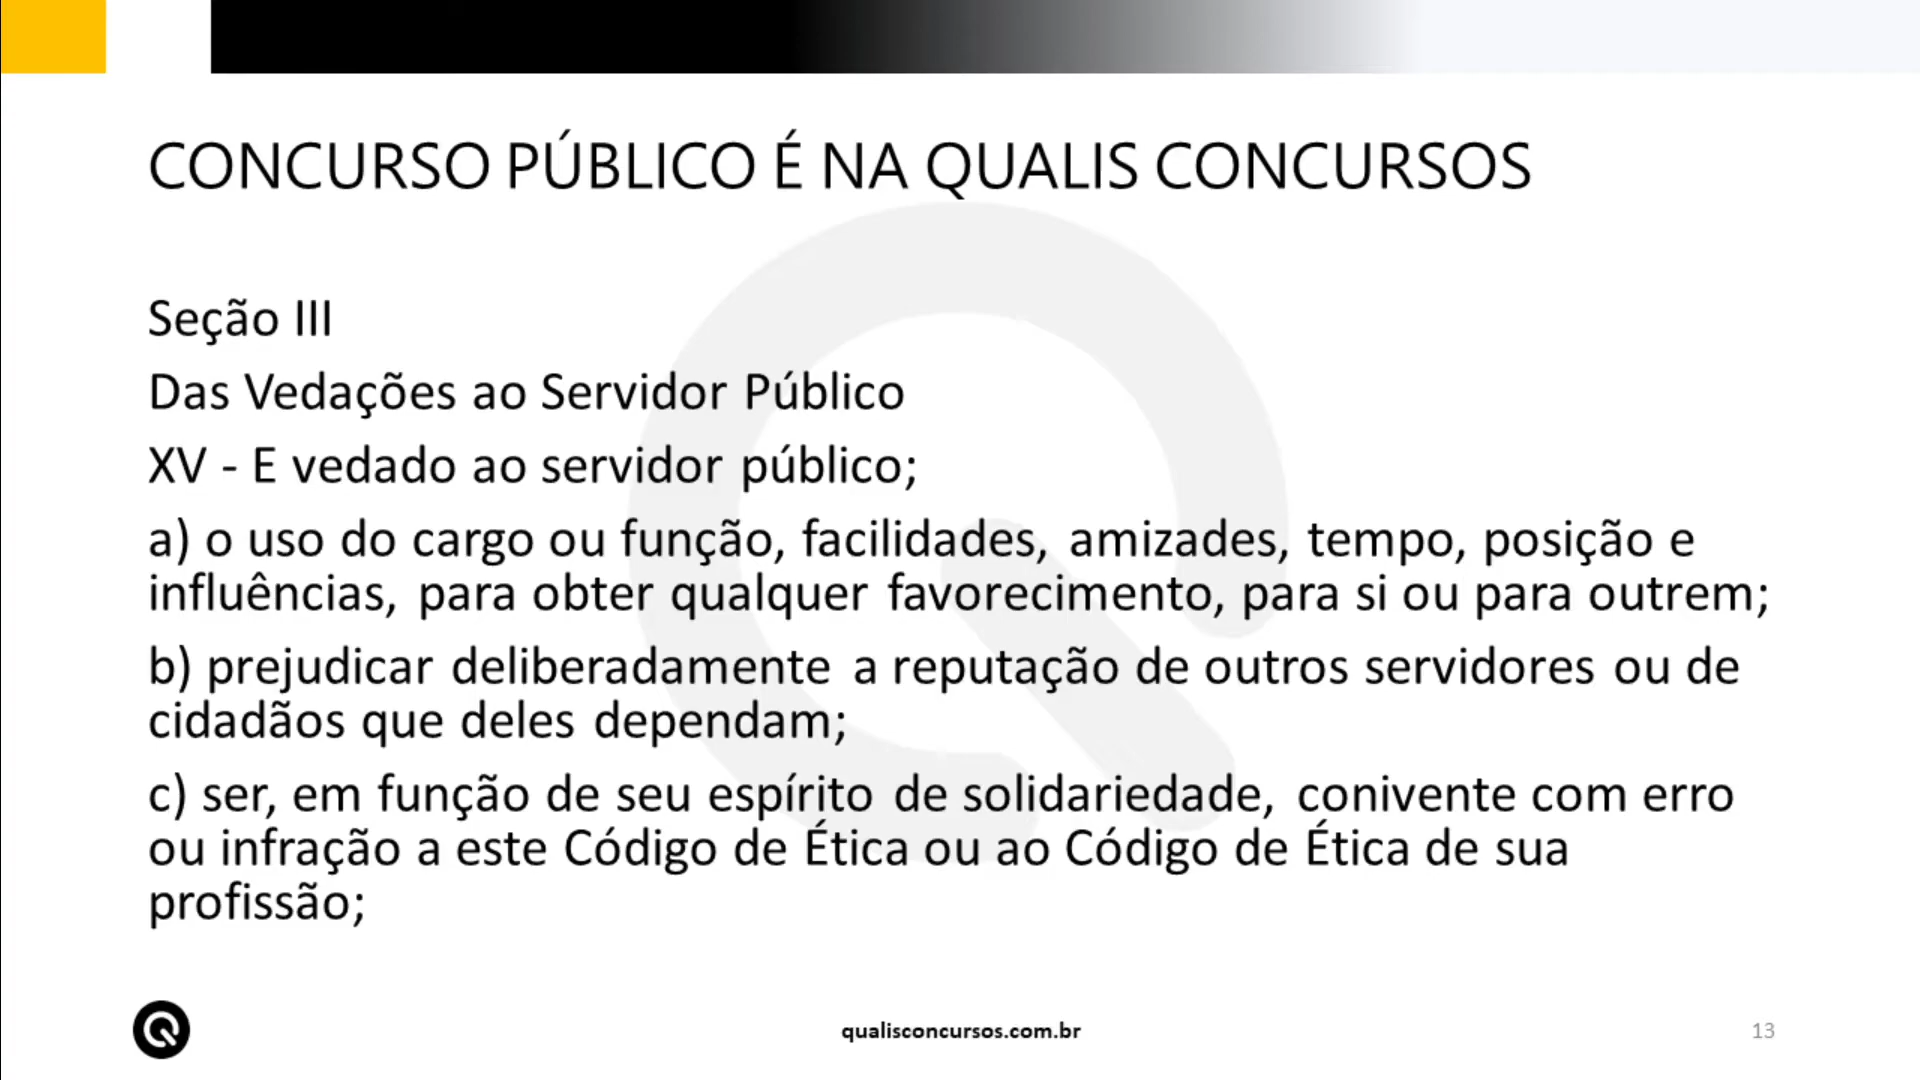 CONCURSO PÚBLICO É NA QUALIS CONCURSOS
Seção III
Das Vedações ao Servidor Público
XV - E vedado ao servidor público;
a) o uso do cargo ou função, facilidades, amizades, tempo, posição e
influências, para obter qualquer favorecimento, para si ou para outrem;
b) prejudicar deliberadamente a reputação de outros servidores ou de
cidadãos que deles dependam;
c) ser, em função de seu espírito de solidariedade, conivente com erro
ou infração a este Código de Ética ou ao Código de Ética de sua
profissão;
qualisconcursos.com.br
13